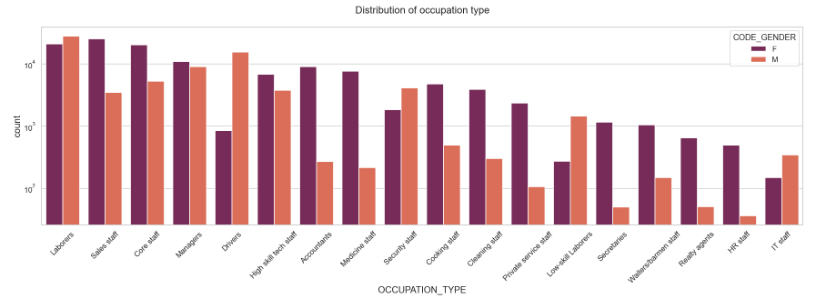 Distribution of occupation type
CODE_GENDER
F
M
count
10⁴
10³
10²
Laborers
Sales staff
Core staff
Managers
Drivers
High skill tech staff
Accountants
Medicine staff
Security staff
Cooking staff
Cleaning staff
Private service staff
Low-skill Laborers
Secretaries
Waiters/barmen staff
Realty agents
HR staff
IT staff
OCCUPATION_TYPE